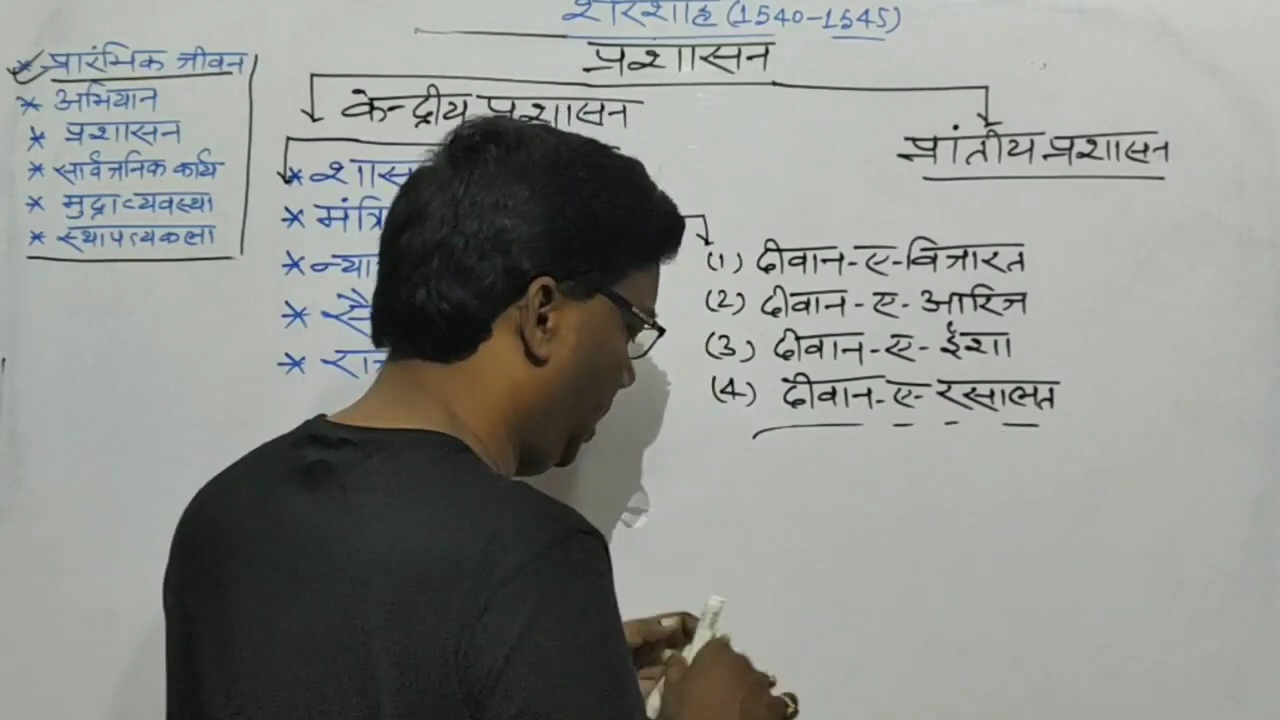 शेरशाह (1540-1545)
प्रशासन
* प्रारंभिक जीवन
* अभियान
* प्रशासन
* सार्वजनिक कार्य
* मुद्राव्यवस्था
* स्थापत्यकला
केन्द्रीय प्रशासन
प्रांतीय प्रशासन
(1) दीवान-ए-विजारत
(2) दीवान-ए-आरिज
(3) दीवान-ए-ईंशा
(4) दीवान-ए-रसालत